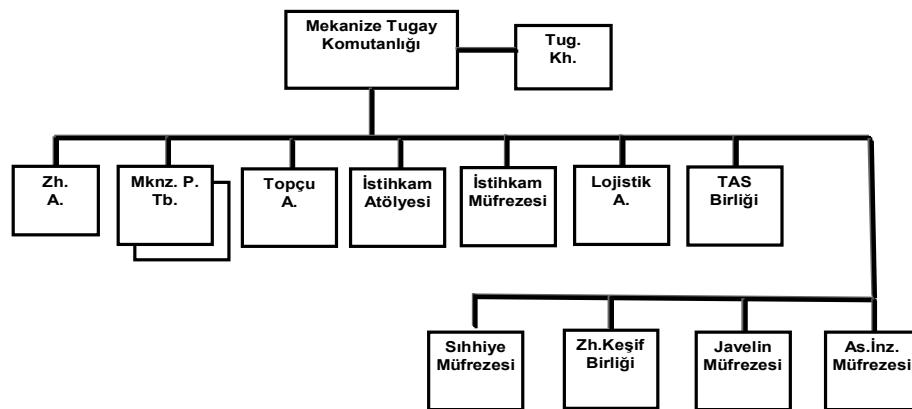 Mekanize Tugay
Komutanlığı
Tug.
Kh.
Zh.
A.
Mknz. P.
Tb.
Topçu
A.
İstihkam
Atölyesi
İstihkam
Müfrezesi
Lojistik
A.
TAS
Birliği
Sıhhiye
Müfrezesi
Zh.Keşif
Birliği
Javelin
Müfrezesi
As.İnz.
Müfrezesi